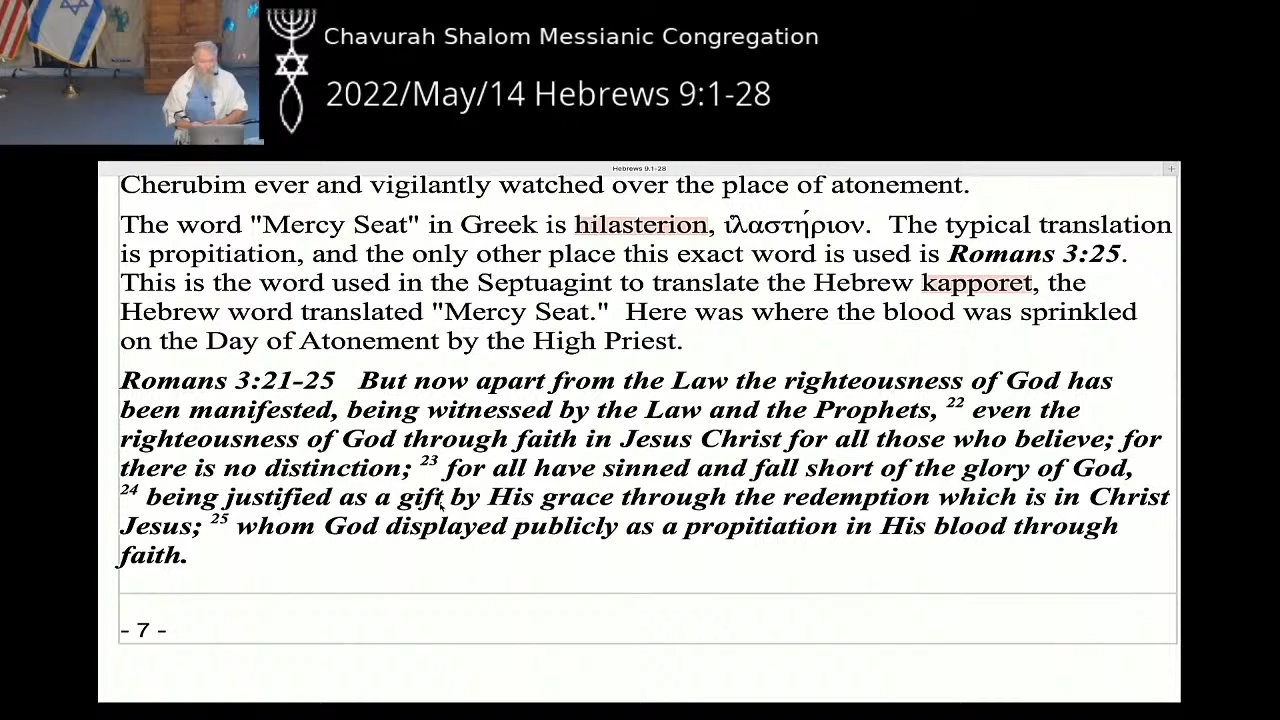 Chavurah Shalom Messianic Congregation
2022/May/14 Hebrews 9:1-28
Hebrews 9.1-28
+
Cherubim ever and vigilantly watched over the place of atonement.
The word "Mercy Seat" in Greek is hilasterion, ἱλαστήριον. The typical translation
is propitiation, and the only other place this exact word is used is Romans 3:25.
This is the word used in the Septuagint to translate the Hebrew kapporet, the
Hebrew word translated "Mercy Seat." Here was where the blood was sprinkled
on the Day of Atonement by the High Priest.
Romans 3:21-25 But now apart from the Law the righteousness of God has
been manifested, being witnessed by the Law and the Prophets, 22 even the
righteousness of God through faith in Jesus Christ for all those who believe; for
there is no distinction; 23 for all have sinned and fall short of the glory of God,
24 being justified as a gift by His grace through the redemption which is in Christ
Jesus; 25 whom God displayed publicly as a propitiation in His blood through
faith.
- 7 -